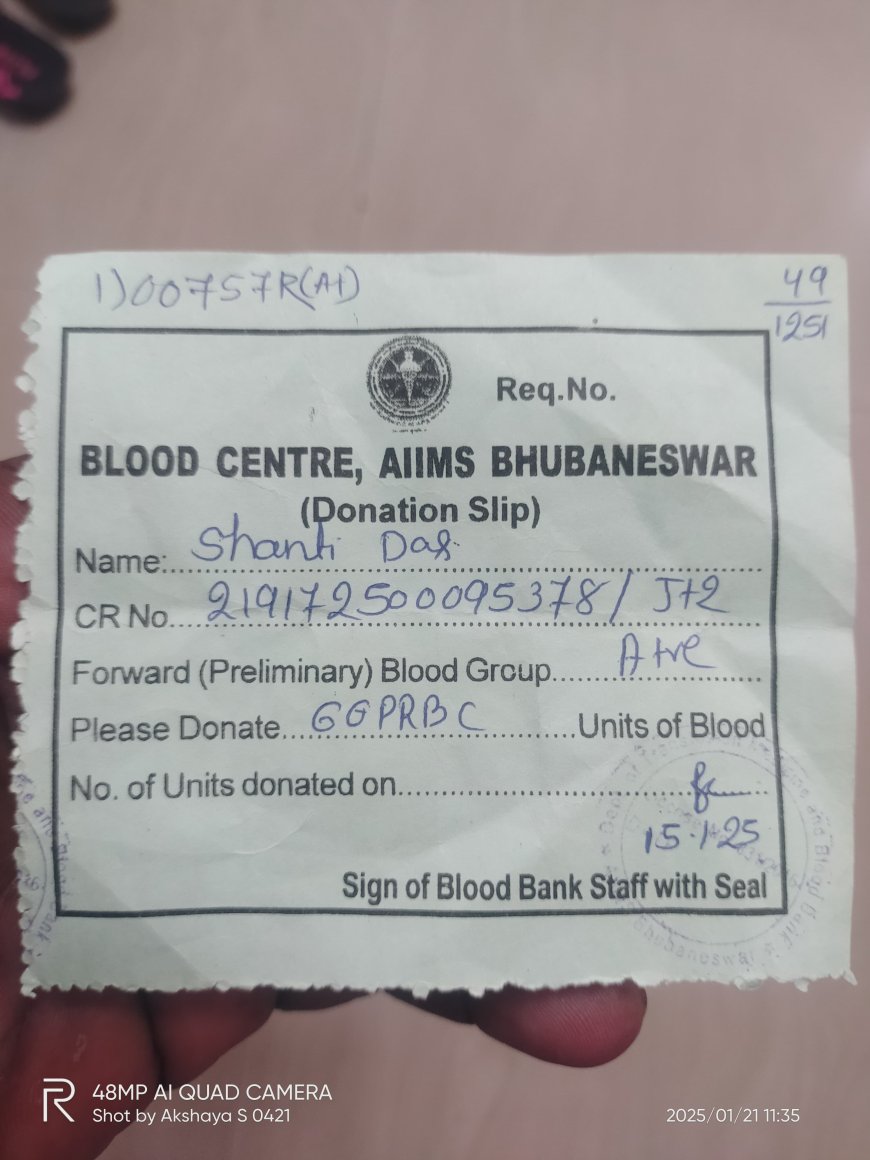 1)00757R(A+)
49
1251
Req.No.
BLOOD CENTRE, AIIMS BHUBANESWAR
(Donation Slip)
Name:....Shanti Das
CR No....219172500095378/ J+2
Forward (Preliminary) Blood Group....A+ve
Please Donate....GGPRBC....Units of Blood
No. of Units donated on....
15.1.25
Sign of Blood Bank Staff with Seal
Bhubaneswar
48MP AI QUAD CAMERA
Shot by Akshaya S 0421
2025/01/21 11:35